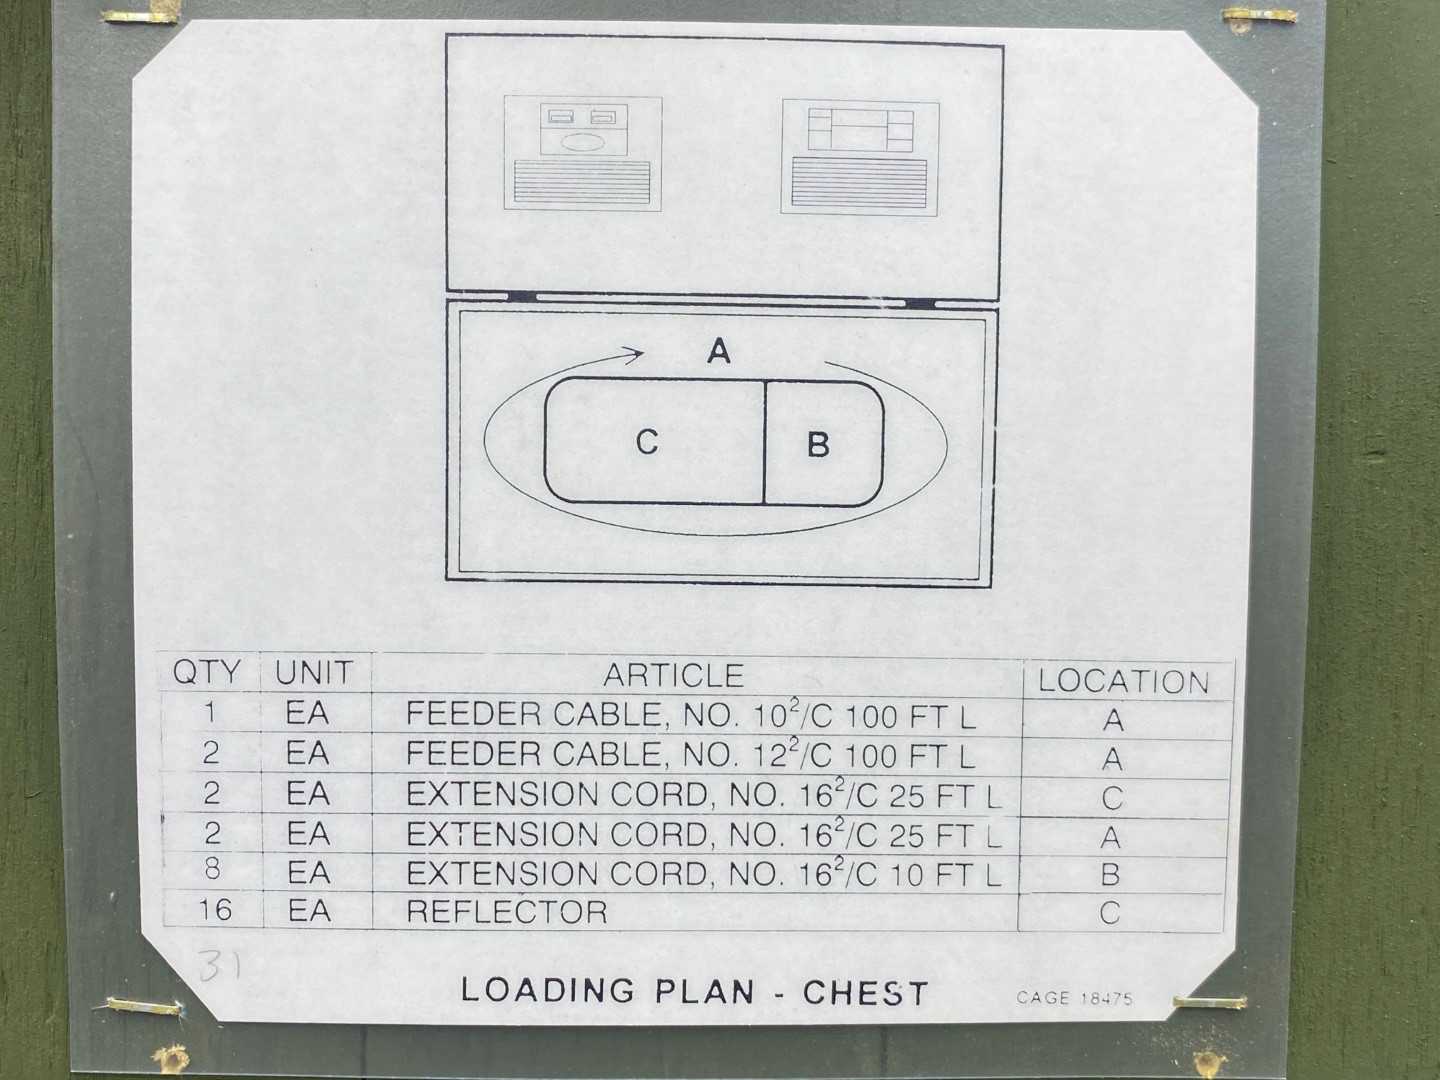 A
C B
QTY UNIT ARTICLE LOCATION
1 EA FEEDER CABLE, NO. 10²/C 100 FT L A
2 EA FEEDER CABLE, NO. 12²/C 100 FT L A
2 EA EXTENSION CORD, NO. 16²/C 25 FT L C
2 EA EXTENSION CORD, NO. 16²/C 25 FT L A
8 EA EXTENSION CORD, NO. 16²/C 10 FT L B
16 EA REFLECTOR C
31
LOADING PLAN - CHEST CAGE 18475